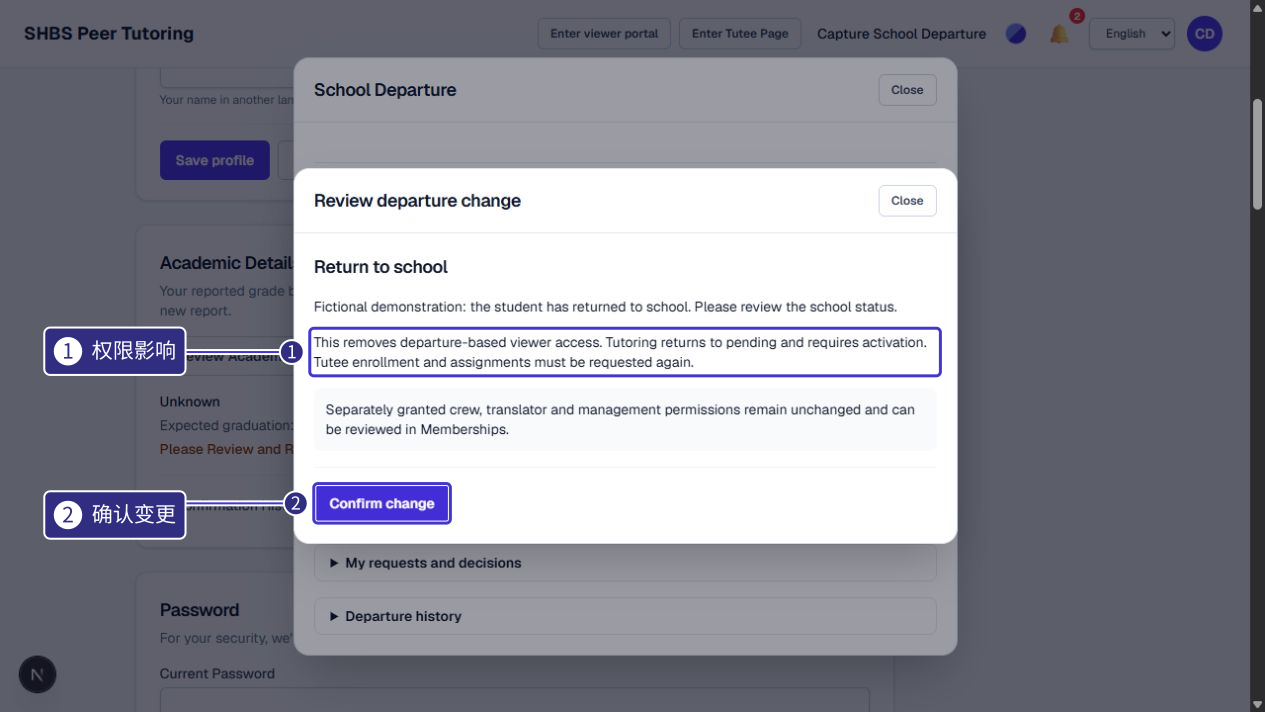 SHBS Peer Tutoring
Enter viewer portal
Enter Tutee Page
Capture School Departure
2
English
CD
Your name in another lan
Save profile
School Departure
Close
Review departure change
Close
Return to school
Fictional demonstration: the student has returned to school. Please review the school status.
This removes departure-based viewer access. Tutoring returns to pending and requires activation.
Tutee enrollment and assignments must be requested again.
Separately granted crew, translator and management permissions remain unchanged and can
be reviewed in Memberships.
Confirm change
1 权限影响
1
2 确认变更
2
Academic Detail
Your reported grade b
new report.
Unknown
Expected graduation:
Please Review and R
My requests and decisions
Departure history
Password
For your security, we'
Current Password
N